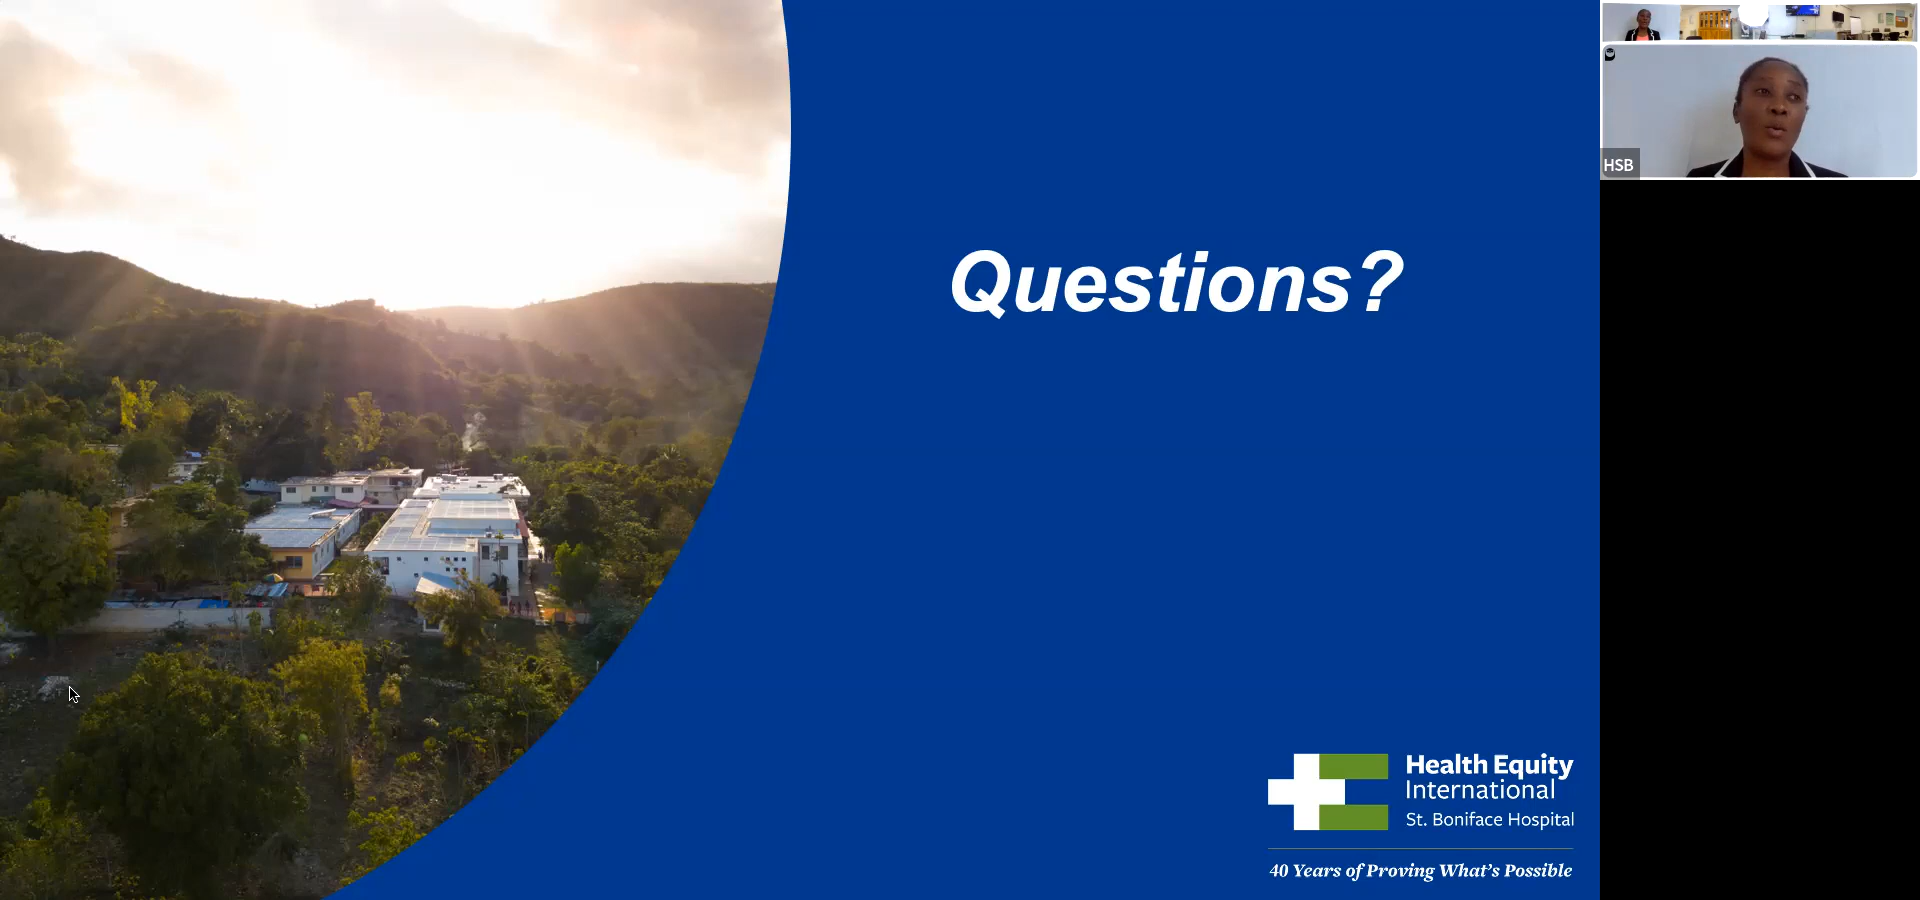 HSB
Questions?
Health Equity
International
St. Boniface Hospital
40 Years of Proving What's Possible